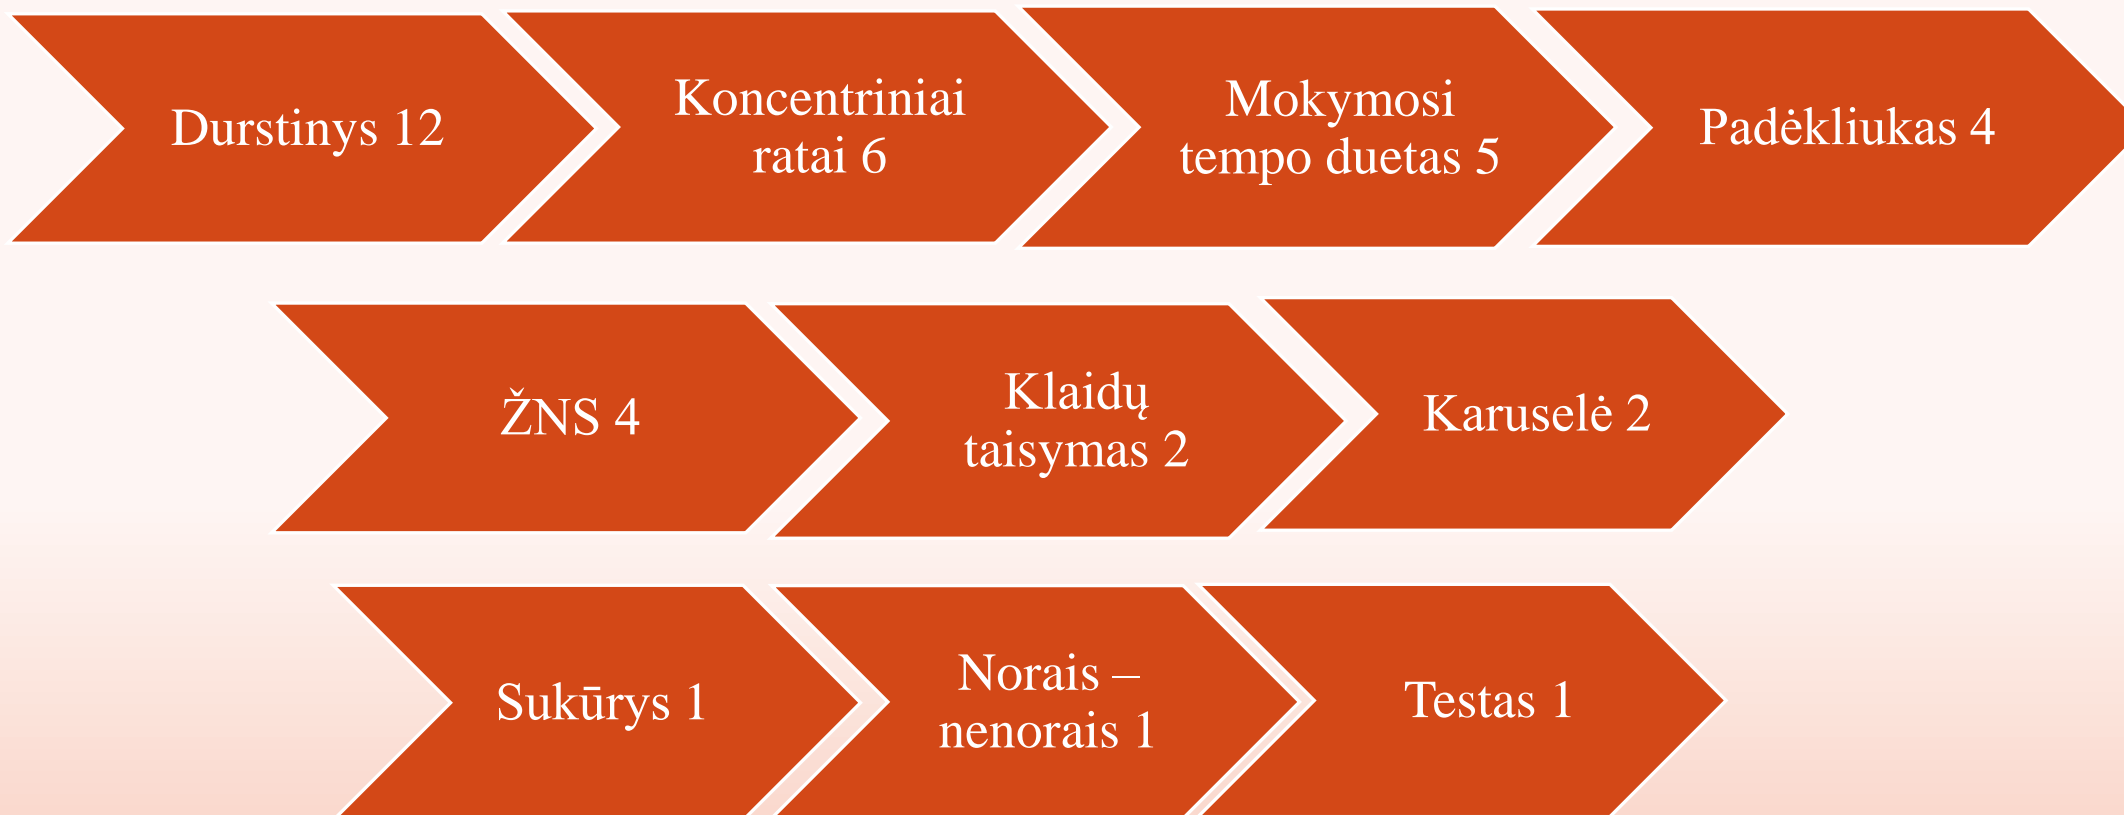 Durstinys 12
Koncentriniai
ratai 6
Mokymosi
tempo duetas 5
Padėkliukas 4
ŽNS 4
Klaidų
taisymas 2
Karuselė 2
Sukūrys 1
Norais –
nenorais 1
Testas 1